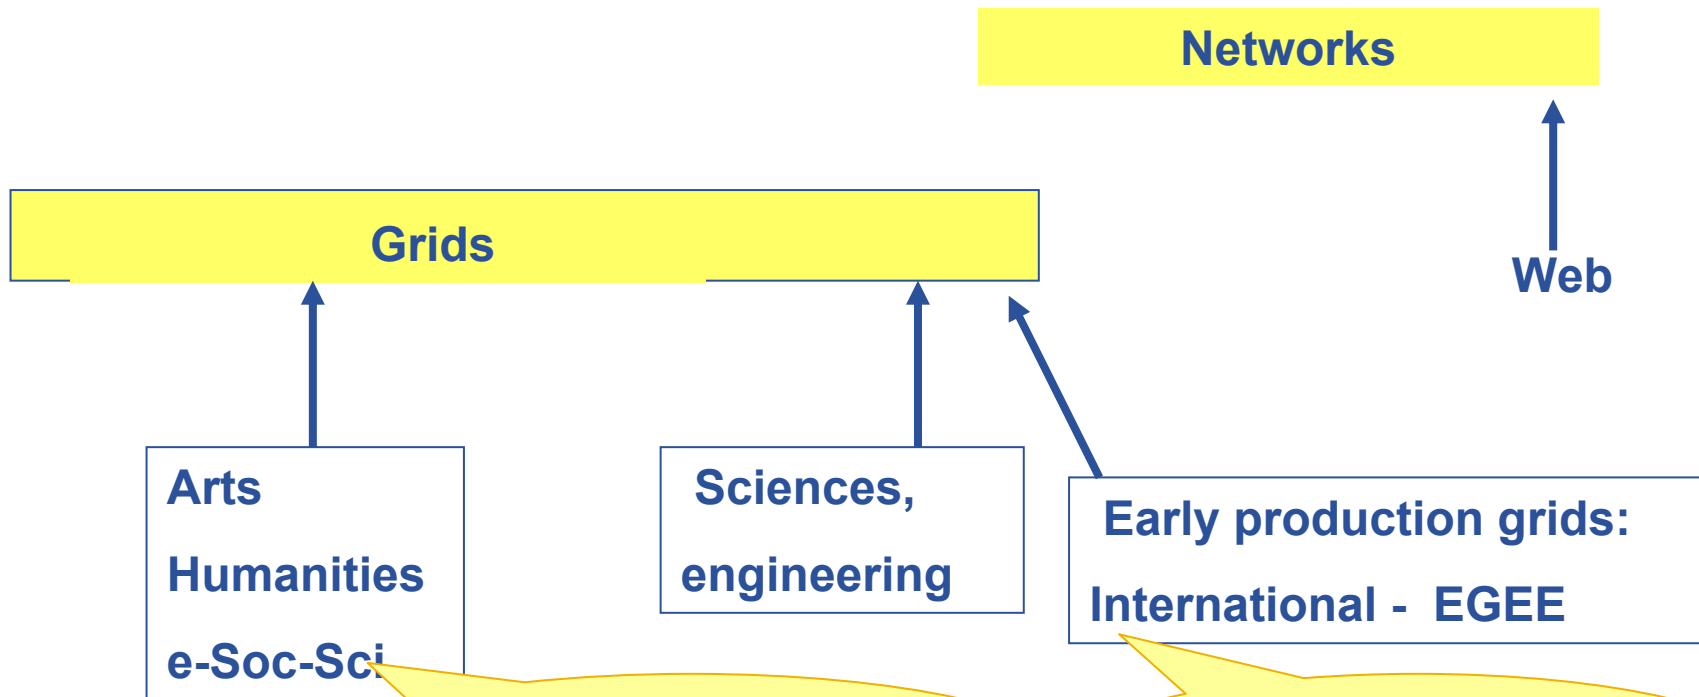 Networks
Grids
Web
Arts
Humanities
e-Soc-Sci
Sciences,
engineering
Early production grids:
International - EGEE